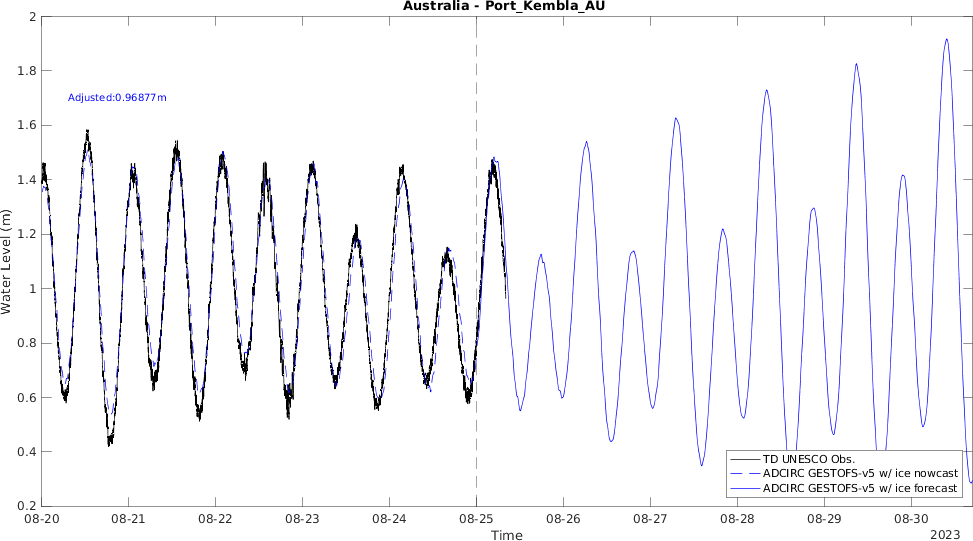 Australia - Port_Kembla_AU
2
1.8
1.6
1.4
1.2
1
0.8
0.6
0.4
0.2
Water Level (m)
Adjusted:0.96877m
TD UNESCO Obs.
ADCIRC GESTOFS-v5 w/ ice nowcast
ADCIRC GESTOFS-v5 w/ ice forecast
08-20 08-21 08-22 08-23 08-24 08-25 08-26 08-27 08-28 08-29 08-30
Time
2023